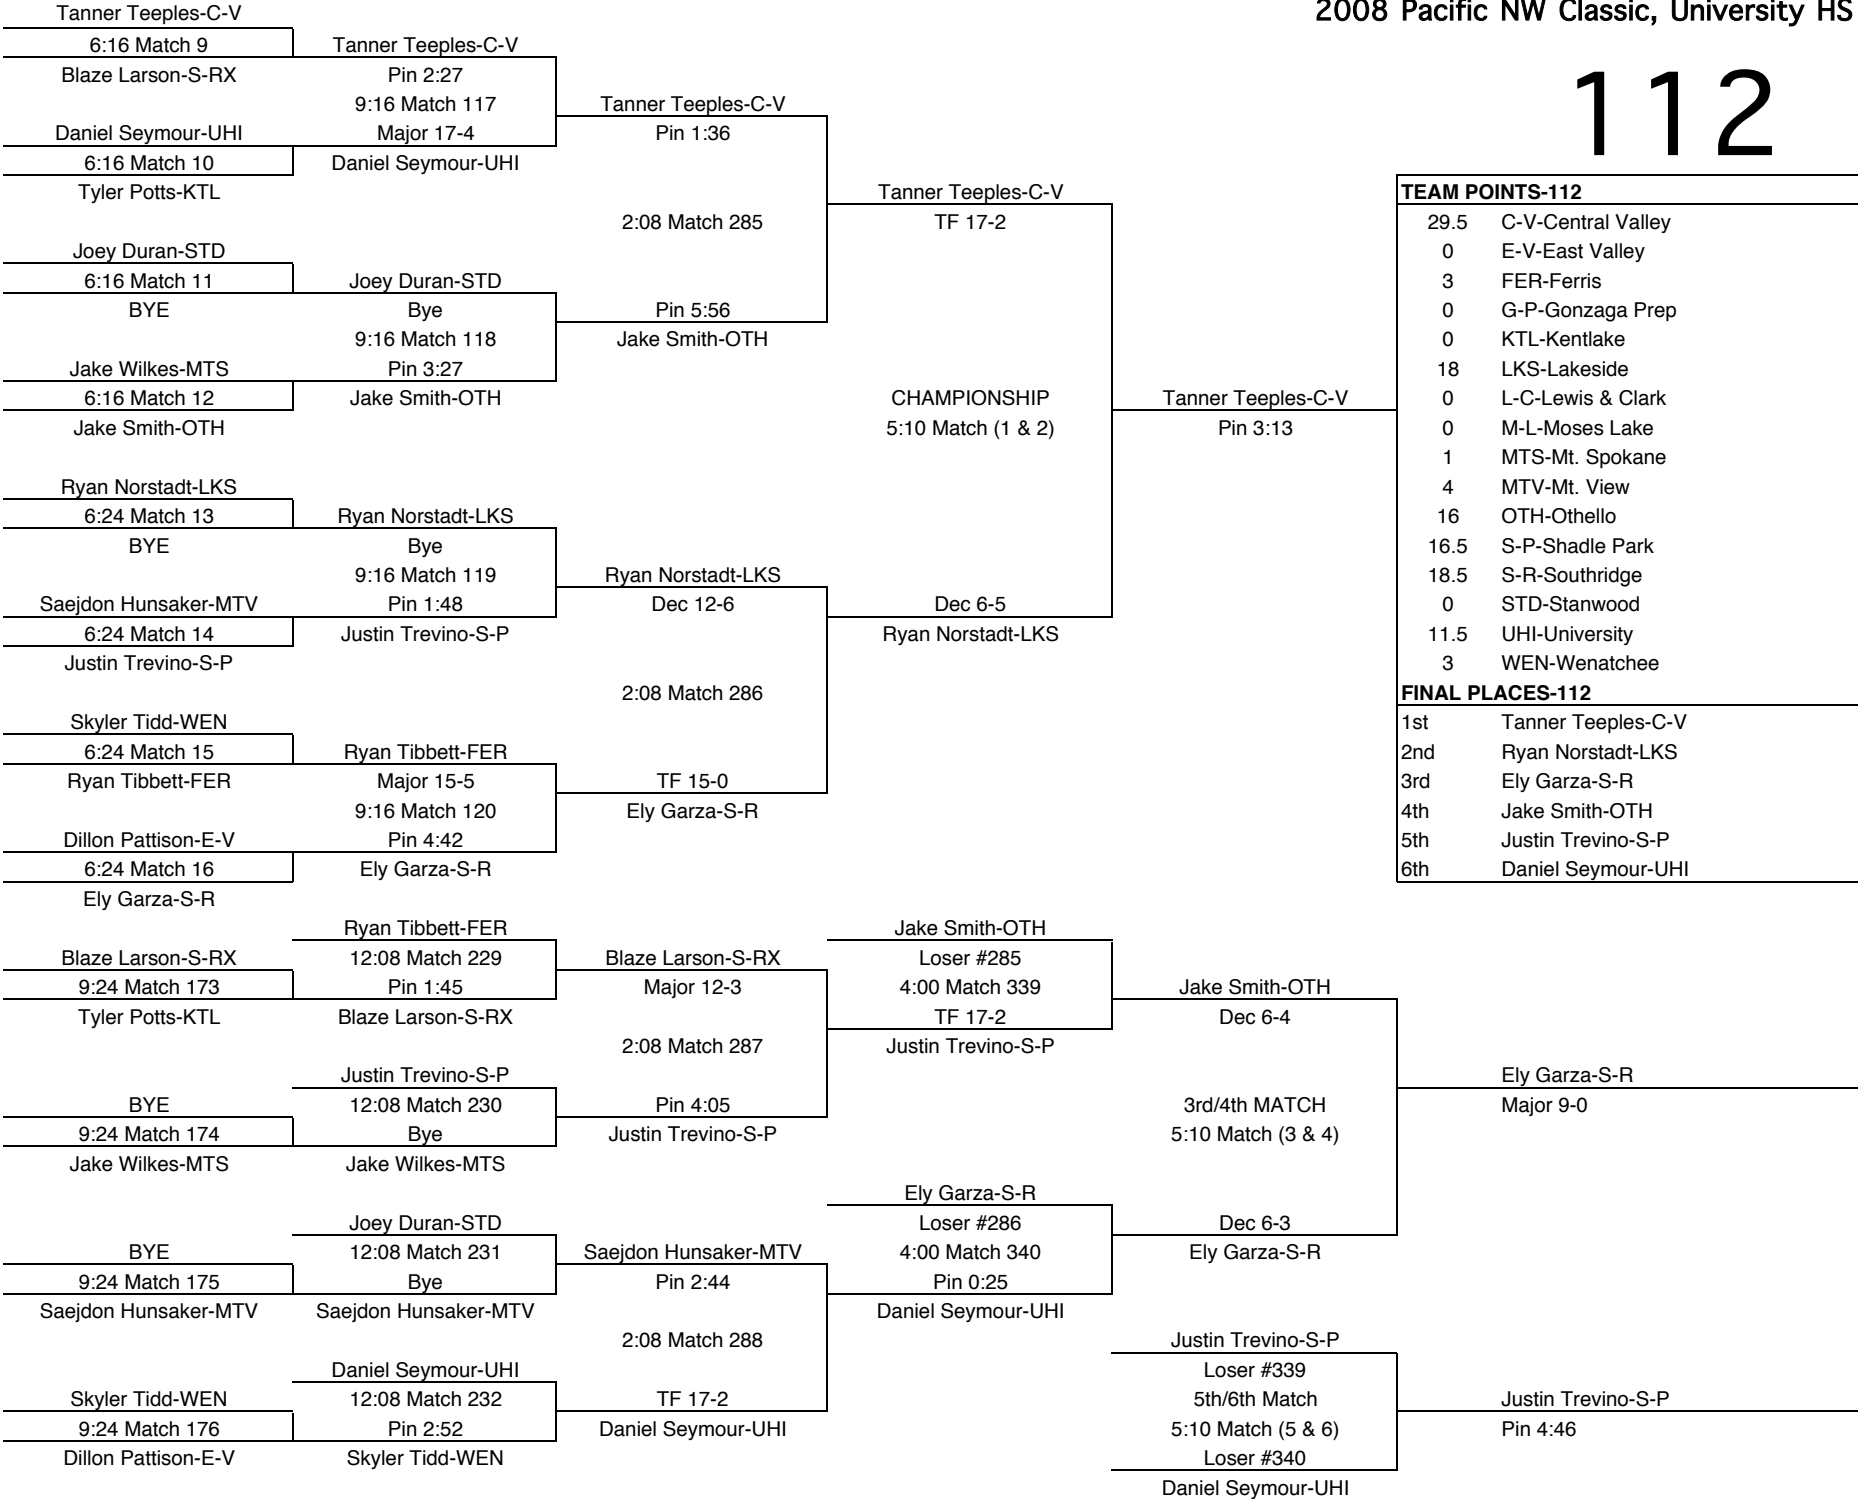 2008 Pacific NW Classic, University HS
112
Tanner Teeples-C-V
6:16 Match 9
Blaze Larson-S-RX
Daniel Seymour-UHI
6:16 Match 10
Tyler Potts-KTL
Joey Duran-STD
6:16 Match 11
BYE
Jake Wilkes-MTS
6:16 Match 12
Jake Smith-OTH
Ryan Norstadt-LKS
6:24 Match 13
BYE
Saejdon Hunsaker-MTV
6:24 Match 14
Justin Trevino-S-P
Skyler Tidd-WEN
6:24 Match 15
Ryan Tibbett-FER
Dillon Pattison-E-V
6:24 Match 16
Ely Garza-S-R
Tanner Teeples-C-V
Pin 2:27
9:16 Match 117
Major 17-4
Daniel Seymour-UHI
Joey Duran-STD
Bye
9:16 Match 118
Pin 3:27
Jake Smith-OTH
Ryan Norstadt-LKS
Bye
9:16 Match 119
Pin 1:48
Justin Trevino-S-P
Ryan Tibbett-FER
Major 15-5
9:16 Match 120
Pin 4:42
Ely Garza-S-R
Tanner Teeples-C-V
Pin 1:36
2:08 Match 285
Pin 5:56
Jake Smith-OTH
Ryan Norstadt-LKS
Dec 12-6
2:08 Match 286
TF 15-0
Ely Garza-S-R
Tanner Teeples-C-V
TF 17-2
CHAMPIONSHIP
5:10 Match (1 & 2)
Dec 6-5
Ryan Norstadt-LKS
Tanner Teeples-C-V
Pin 3:13
TEAM POINTS-112
29.5 C-V-Central Valley
0 E-V-East Valley
3 FER-Ferris
0 G-P-Gonzaga Prep
0 KTL-Kentlake
18 LKS-Lakeside
0 L-C-Lewis & Clark
0 M-L-Moses Lake
1 MTS-Mt. Spokane
4 MTV-Mt. View
16 OTH-Othello
16.5 S-P-Shadle Park
18.5 S-R-Southridge
0 STD-Stanwood
11.5 UHI-University
3 WEN-Wenatchee
FINAL PLACES-112
1st Tanner Teeples-C-V
2nd Ryan Norstadt-LKS
3rd Ely Garza-S-R
4th Jake Smith-OTH
5th Justin Trevino-S-P
6th Daniel Seymour-UHI
Blaze Larson-S-RX
9:24 Match 173
Tyler Potts-KTL
BYE
9:24 Match 174
Jake Wilkes-MTS
BYE
9:24 Match 175
Saejdon Hunsaker-MTV
Skyler Tidd-WEN
9:24 Match 176
Dillon Pattison-E-V
Ryan Tibbett-FER
12:08 Match 229
Pin 1:45
Blaze Larson-S-RX
Justin Trevino-S-P
12:08 Match 230
Bye
Jake Wilkes-MTS
Joey Duran-STD
12:08 Match 231
Bye
Saejdon Hunsaker-MTV
Daniel Seymour-UHI
12:08 Match 232
Pin 2:52
Skyler Tidd-WEN
Blaze Larson-S-RX
Major 12-3
2:08 Match 287
Pin 4:05
Justin Trevino-S-P
Saejdon Hunsaker-MTV
Pin 2:44
2:08 Match 288
TF 17-2
Daniel Seymour-UHI
Jake Smith-OTH
Loser #285
4:00 Match 339
TF 17-2
Justin Trevino-S-P
Ely Garza-S-R
Loser #286
4:00 Match 340
Pin 0:25
Daniel Seymour-UHI
Jake Smith-OTH
Dec 6-4
3rd/4th MATCH
5:10 Match (3 & 4)
Dec 6-3
Ely Garza-S-R
Ely Garza-S-R
Major 9-0
Justin Trevino-S-P
Loser #339
5th/6th Match
5:10 Match (5 & 6)
Loser #340
Daniel Seymour-UHI
Justin Trevino-S-P
Pin 4:46